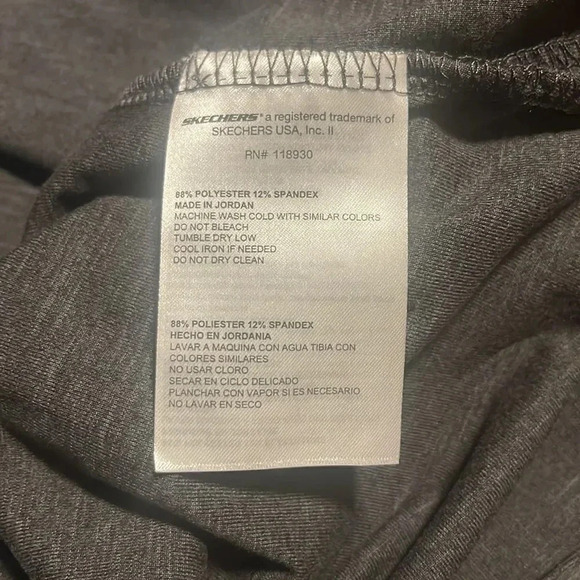 SKECHERS® a registered trademark of
SKECHERS USA, Inc. II
RN# 118930
88% POLYESTER 12% SPANDEX
MADE IN JORDAN
MACHINE WASH COLD WITH SIMILAR COLORS
DO NOT BLEACH
TUMBLE DRY LOW
COOL IRON IF NEEDED
DO NOT DRY CLEAN
88% POLIESTER 12% SPANDEX
HECHO EN JORDANIA
LAVAR A MAQUINA CON AGUA TIBIA CON
COLORES SIMILARES
NO USAR CLORO
SECAR EN CICLO DELICADO
PLANCHAR CON VAPOR SI ES NECESARIO
NO LAVAR EN SECO